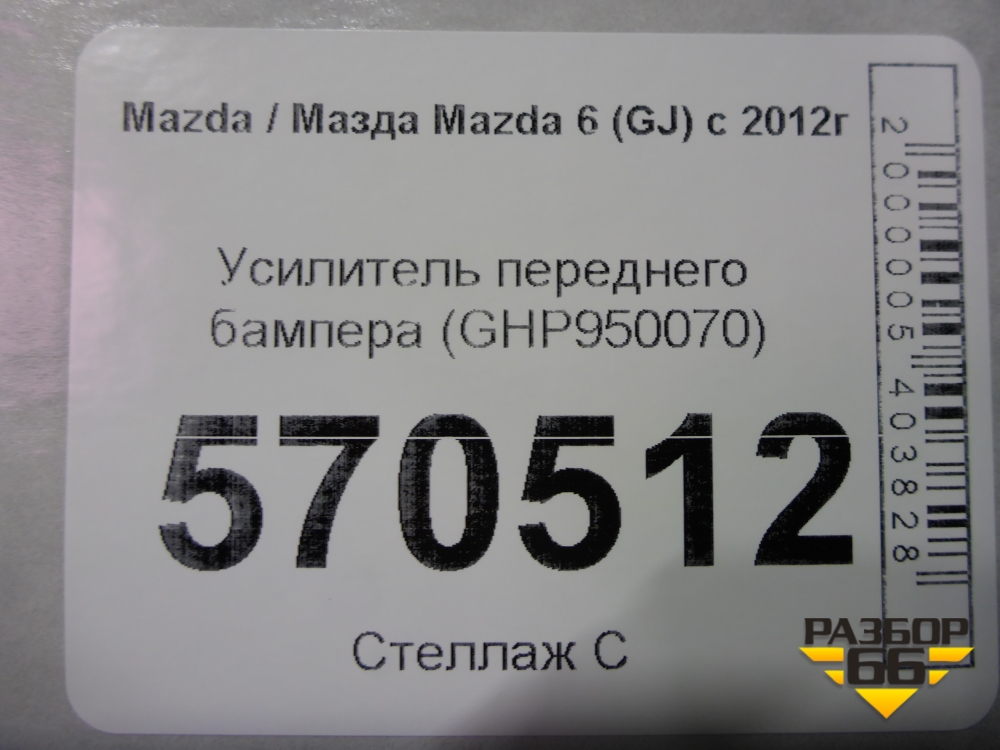 Mazda / Мазда Mazda 6 (GJ) с 2012г
Усилитель переднего
бампера (GHP950070)
570512
Стеллаж С
2000005403828
РАЗБОР
66